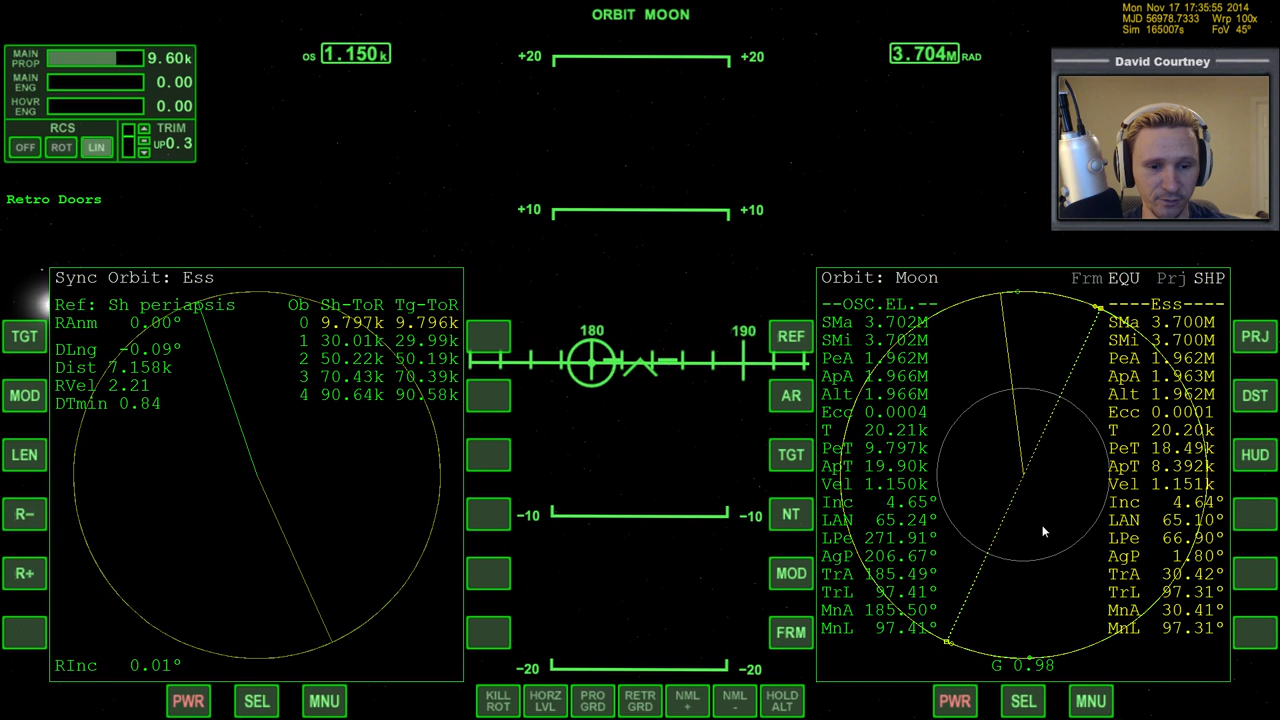 ORBIT MOON
Mon Nov 17 17:35:55 2014
MJD 56978.7333 Wrp 100x
Sim 165007s FoV 45°
David Courtney
MAIN PROP 9.60k
MAIN ENG 0.00
HOVR ENG 0.00
RCS TRIM
OFF ROT LIN UP0.3
OS 1.150k
3.704M RAD
+20 +20
+10 +10
Retro Doors
180 190
-10 -10
-20 -20
Sync Orbit: Ess
Ref: Sh periapsis Ob Sh-ToR Tg-ToR
RAnm 0.00° 0 9.797k 9.796k
1 30.01k 29.99k
DLng -0.09°
Dist 7.158k 2 50.22k 50.19k
RVel 2.21 3 70.43k 70.39k
DTmin 0.84 4 90.64k 90.58k
RInc 0.01°
TGT
MOD
LEN
R-
R+
PWR SEL MNU
Orbit: Moon Frm EQU Prj SHP
--OSC.EL.-- ----Ess----
SMa 3.702M SMa 3.700M
SMi 3.702M SMi 3.700M
PeA 1.962M PeA 1.962M
ApA 1.966M ApA 1.963M
Alt 1.966M Alt 1.962M
Ecc 0.0004 Ecc 0.0001
T 20.21k T 20.20k
PeT 9.797k PeT 18.49k
ApT 19.90k ApT 8.392k
Vel 1.150k Vel 1.151k
Inc 4.65° Inc 4.64°
LAN 65.24° LAN 65.10°
LPe 271.91° LPe 66.90°
AgP 206.67° AgP 1.80°
TrA 185.49° TrA 30.42°
TrL 97.41° TrL 97.31°
MnA 185.50° MnA 30.41°
MnL 97.41° MnL 97.31°
G 0.98
REF
AR
TGT
NT
MOD
FRM
PRJ
DST
HUD
PWR SEL MNU
KILL ROT
HORZ LVL
PRO GRD
RETR GRD
NML +
NML -
HOLD ALT